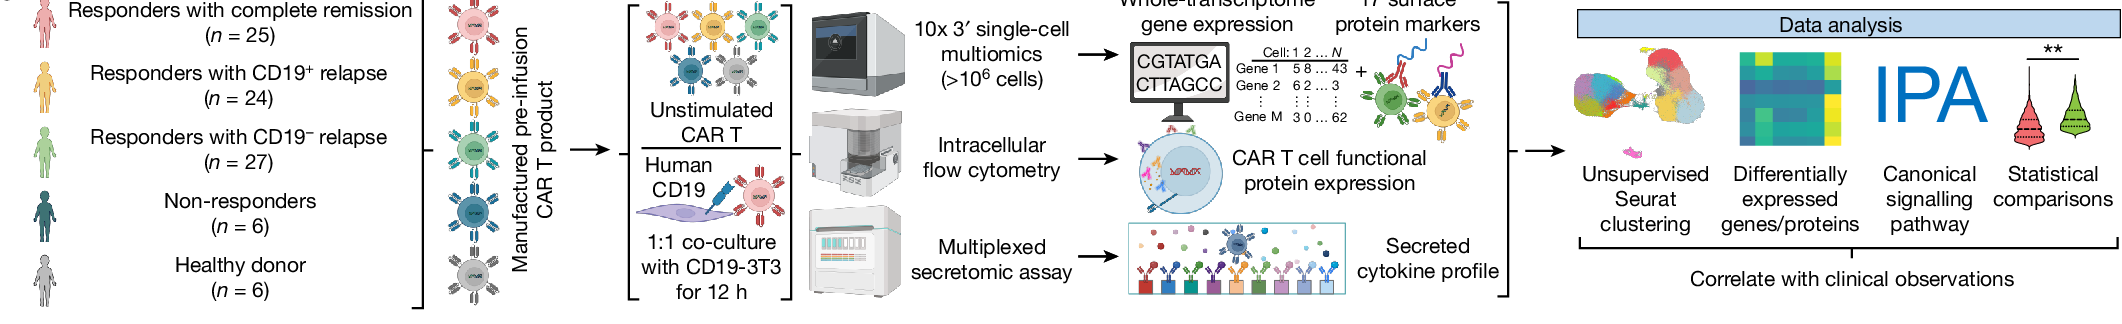 Responders with complete remission
(n = 25)
Responders with CD19⁺ relapse
(n = 24)
Responders with CD19⁻ relapse
(n = 27)
Non-responders
(n = 6)
Healthy donor
(n = 6)
Manufactured pre-infusion
CAR T product
Unstimulated
CAR T
Human
CD19
1:1 co-culture
with CD19-3T3
for 12 h
10x 3′ single-cell
multiomics
(>10⁶ cells)
Intracellular
flow cytometry
Multiplexed
secretomic assay
Whole-transcriptome
gene expression
17 surface
protein markers
CGTATGA
CTTAGCC
Cell: 1 2 ... N
Gene 1 5 8 ... 43
Gene 2 6 2 ... 3
⋮ ⋮ ⋮ ⋮
Gene M 3 0 ... 62
+
CAR T cell functional
protein expression
Secreted
cytokine profile
Data analysis
IPA
**
Unsupervised
Seurat
clustering
Differentially
expressed
genes/proteins
Canonical
signalling
pathway
Statistical
comparisons
Correlate with clinical observations